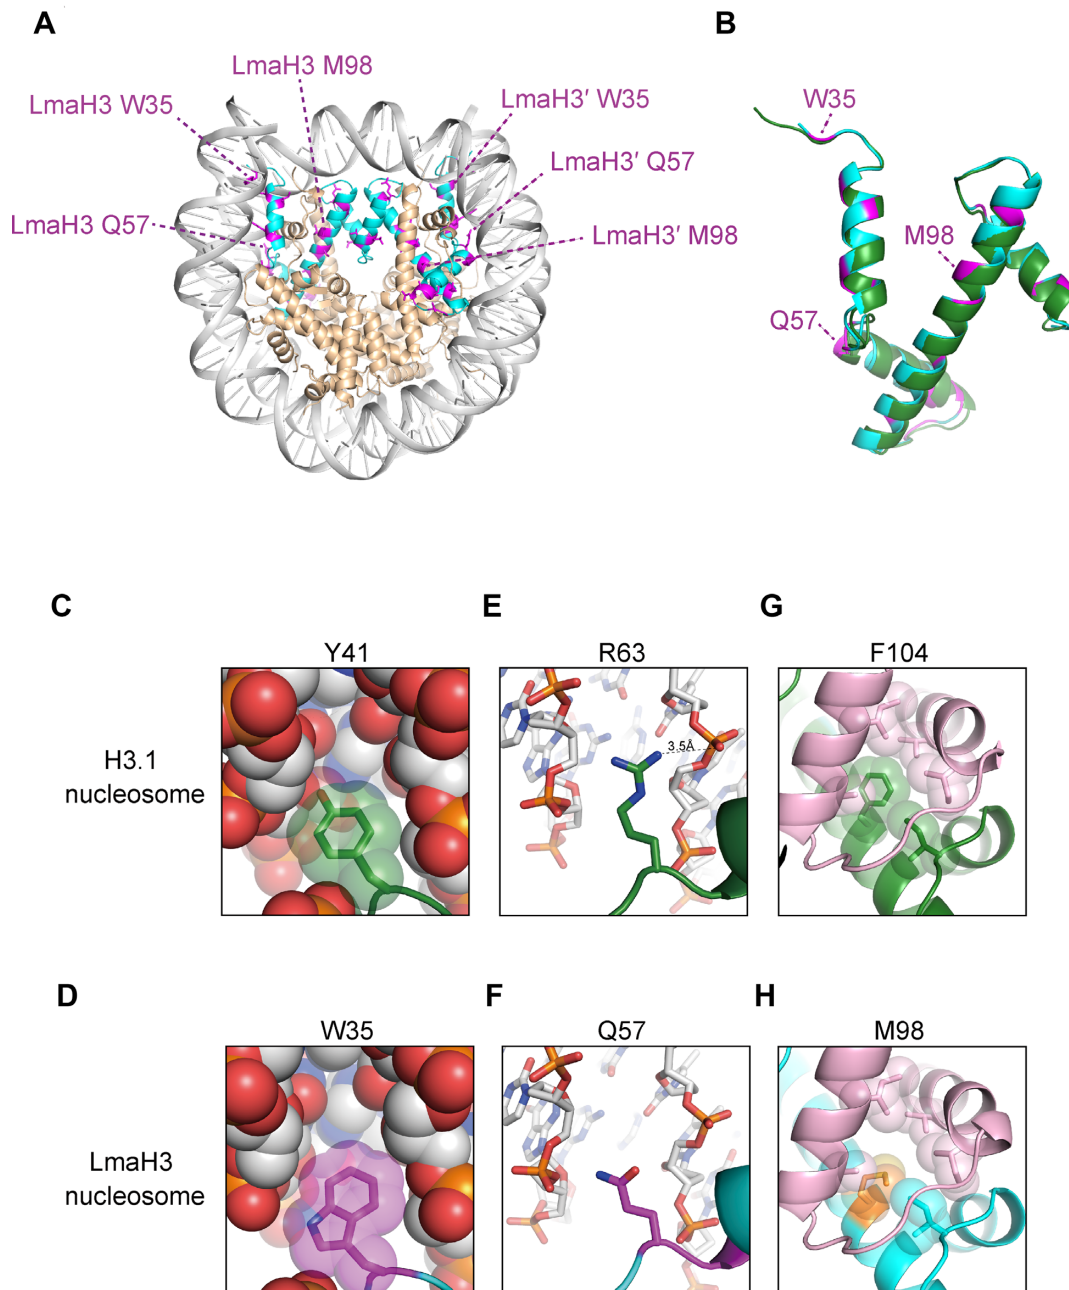 A
B
LmaH3 M98
LmaH3 W35
LmaH3′ W35
LmaH3′ Q57
LmaH3 Q57
LmaH3′ M98
W35
M98
Q57
C
E
G
Y41
R63
F104
H3.1
nucleosome
3.5Å
D
F
H
W35
Q57
M98
LmaH3
nucleosome